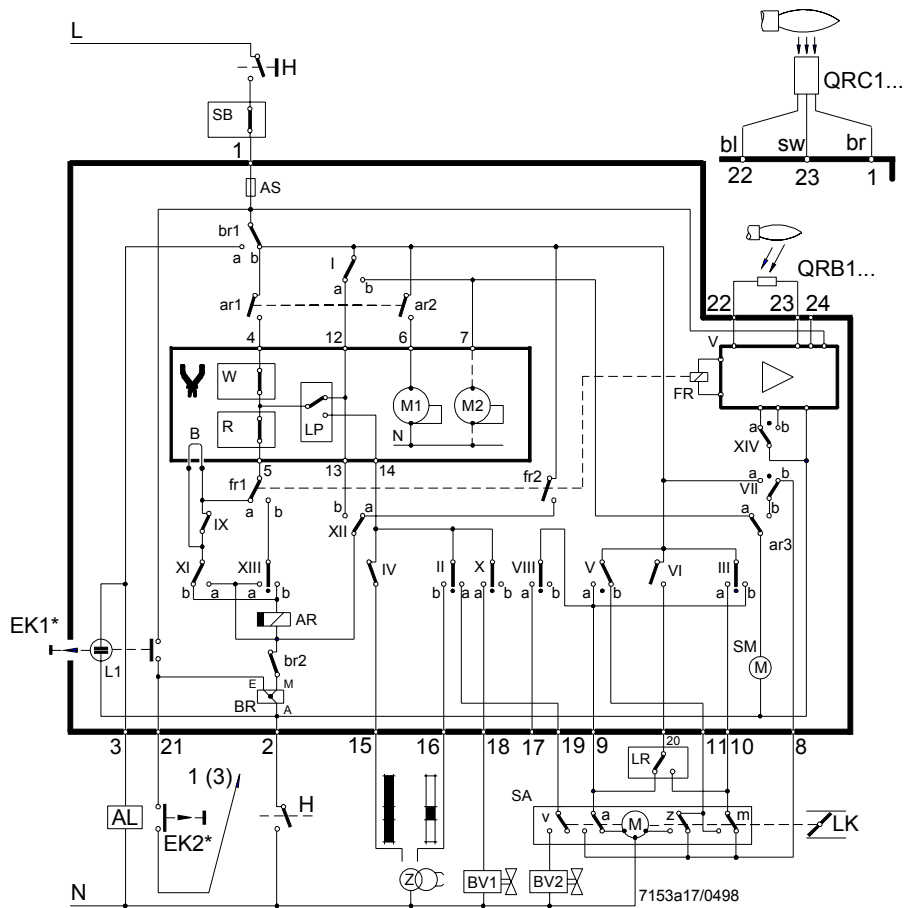 L
H
SB
QRC1...
1
bl sw br
22 23 1
AS
br1
a b
I
a b
QRB1...
ar1 ar2
22 23 24
4 12 6 7
V
W
M1 M2
FR
R
LP
N
a b
B
XIV
5 13 14
fr1
fr2
a b
VII
a b
b a
a b
IX
XII
ar3
XI XIII
IV
II X VIII V VI III
b a a b
a b a b a b a b a b
AR
EK1*
SM
M
L1
br2
E M
BR
A
3 21 2 15 16 18 17 19 9 20 11 10 8
LR
1 (3)
H
SA
AL
v a M z m
LK
EK2*
Z
BV1 BV2
7153a17/0498
N